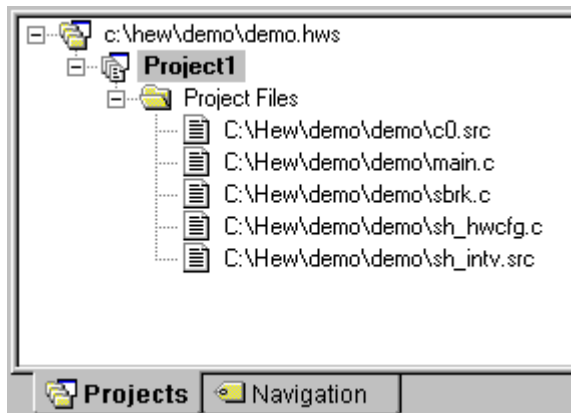 c:\hew\demo\demo.hws
Project1
Project Files
C:\Hew\demo\demo\c0.src
C:\Hew\demo\demo\main.c
C:\Hew\demo\demo\sbrk.c
C:\Hew\demo\demo\sh_hwcfg.c
C:\Hew\demo\demo\sh_intv.src
Projects Navigation